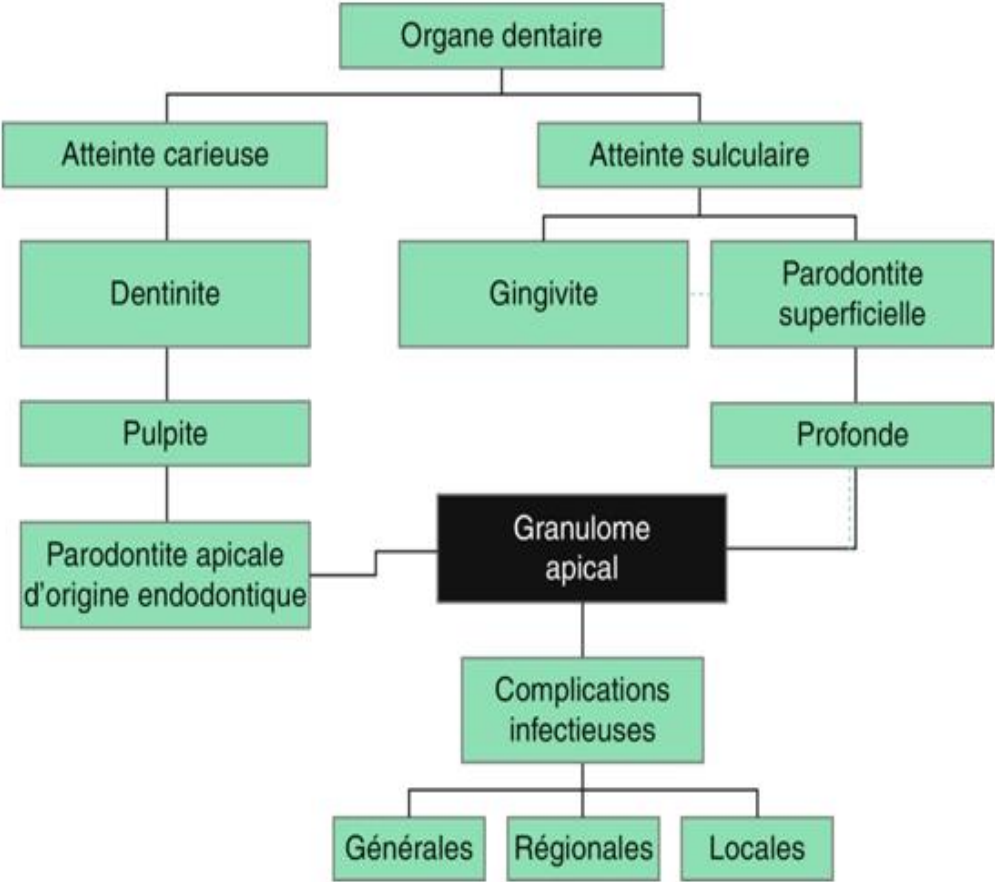 Organe dentaire
Atteinte carieuse
Atteinte sulculaire
Dentinite
Gingivite
Parodontite
superficielle
Pulpite
Profonde
Parodontite apicale
d'origine endodontique
Granulome
apical
Complications
infectieuses
Générales
Régionales
Locales